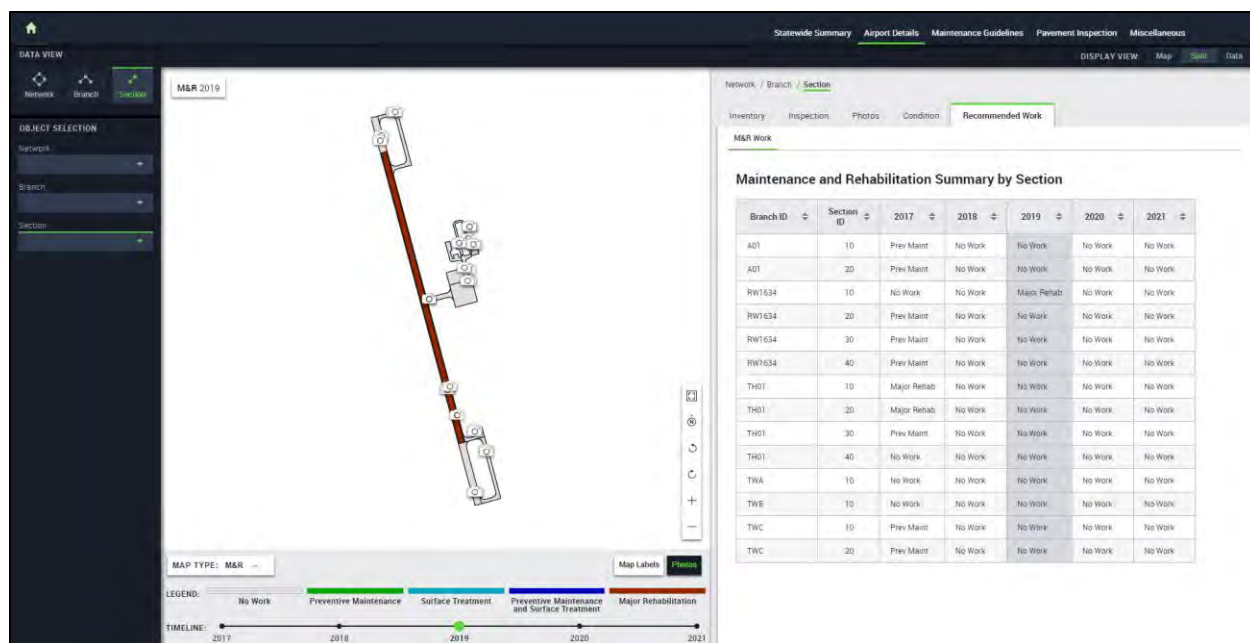 Statewide Summary Airport Details Maintenance Guidelines Pavement Inspection Miscellaneous
DATA VIEW
DISPLAY VIEW: Map Split Data
Network Branch Section
OBJECT SELECTION
Network
Branch
Section
M&R 2019
MAP TYPE: M&R
Map Labels Photos
LEGEND:
No Work Preventive Maintenance Surface Treatment Preventive Maintenance and Surface Treatment Major Rehabilitation
TIMELINE:
2017 2018 2019 2020 2021
Network / Branch / Section
Inventory Inspection Photos Condition Recommended Work
M&R Work
Maintenance and Rehabilitation Summary by Section
Branch ID Section ID 2017 2018 2019 2020 2021
A01 10 Prev Maint No Work No Work No Work No Work
A01 20 Prev Maint No Work No Work No Work No Work
RW1634 10 No Work No Work Major Rehab No Work No Work
RW1634 20 Prev Maint No Work No Work No Work No Work
RW1634 30 Prev Maint No Work No Work No Work No Work
RW1634 40 Prev Maint No Work No Work No Work No Work
TH01 10 Major Rehab No Work No Work No Work No Work
TH01 20 Major Rehab No Work No Work No Work No Work
TH01 30 Prev Maint No Work No Work No Work No Work
TH01 40 No Work No Work No Work No Work No Work
TWA 10 No Work No Work No Work No Work No Work
TWB 10 No Work No Work No Work No Work No Work
TWC 10 Prev Maint No Work No Work No Work No Work
TWC 20 Prev Maint No Work No Work No Work No Work